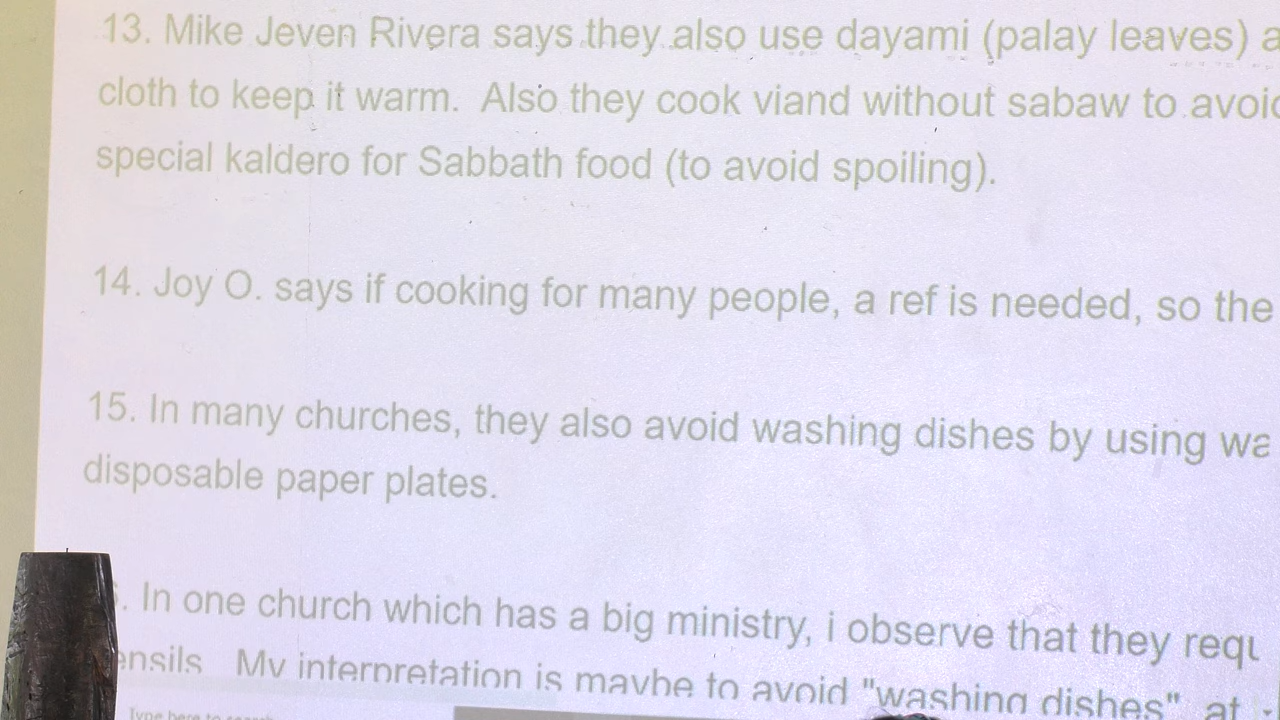 13. Mike Jeven Rivera says they also use dayami (palay leaves)
cloth to keep it warm. Also they cook viand without sabaw to
special kaldero for Sabbath food (to avoid spoiling).
14. Joy O. says if cooking for many people, a ref is needed, so the
15. In many churches, they also avoid washing dishes by using
disposable paper plates.
. In one church which has a big ministry, i observe that they
My interpretation is maybe to avoid "washing dishes", at
Type here to